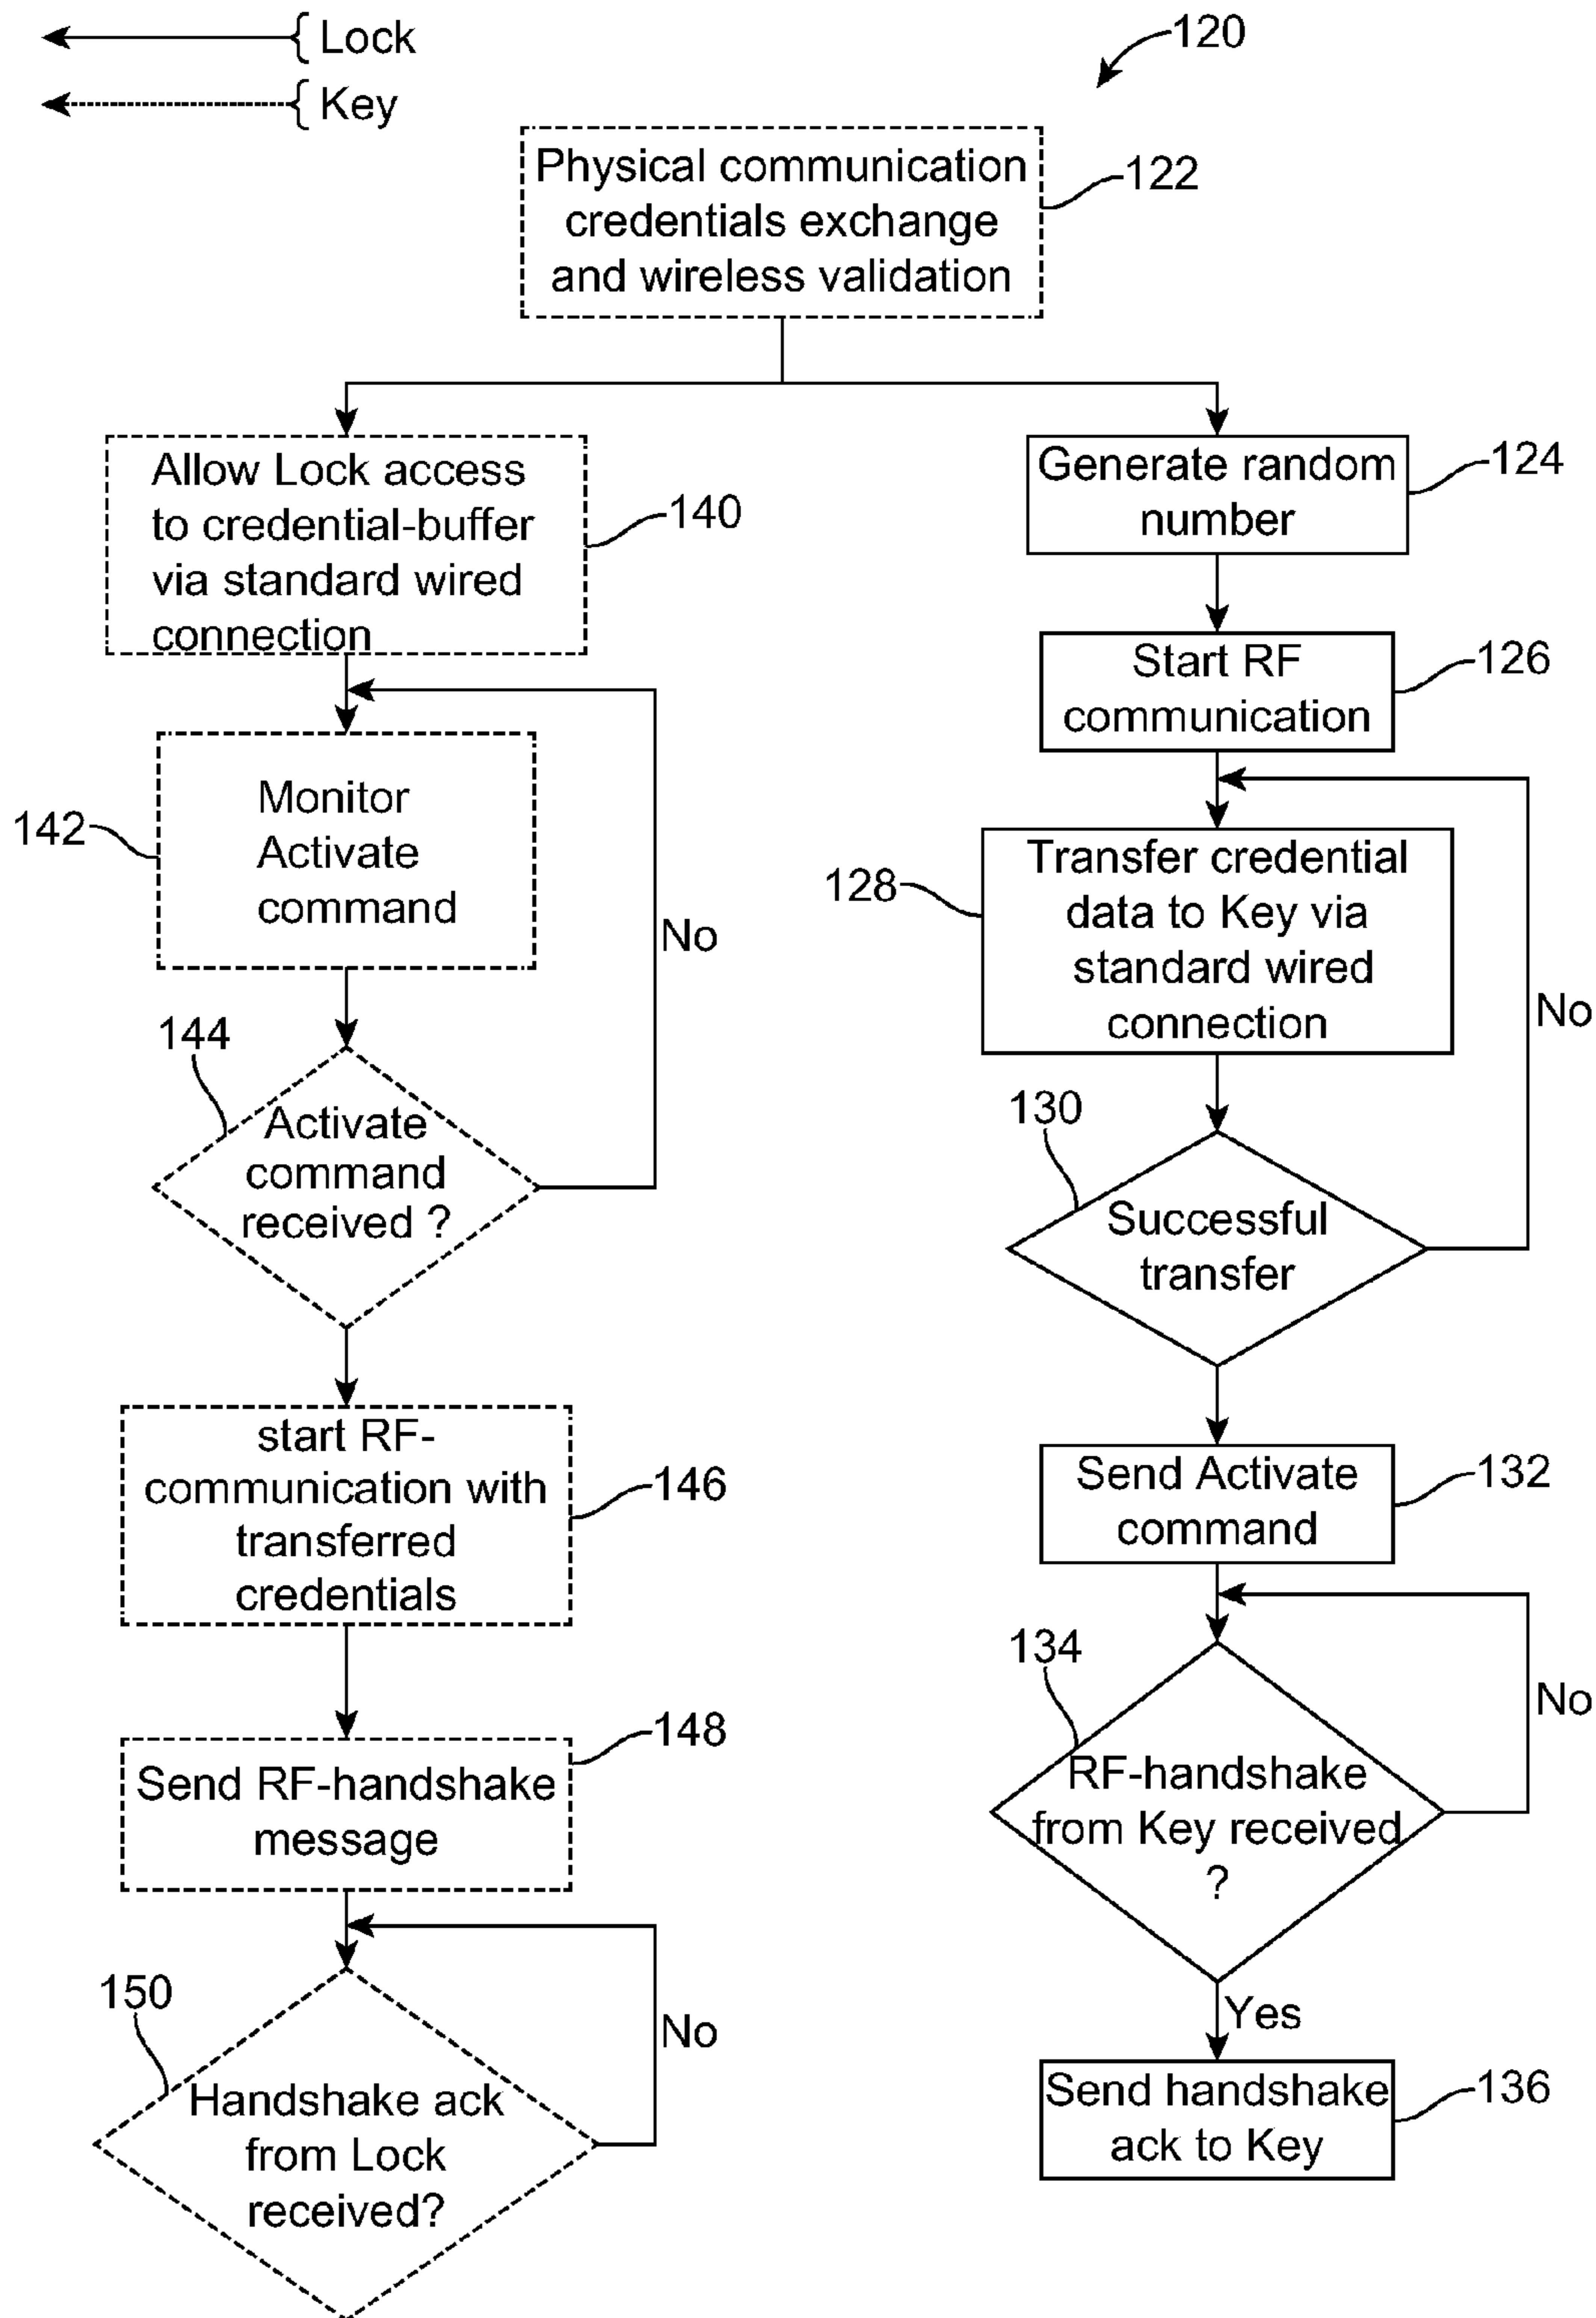 Lock
Key
120
Physical communication
credentials exchange
and wireless validation
122
Allow Lock access
to credential-buffer
via standard wired
connection
140
Generate random
number
124
Start RF
communication
126
Monitor
Activate
command
142
No
Transfer credential
data to Key via
standard wired
connection
128
No
144
Activate
command
received ?
130
Successful
transfer
start RF-
communication with
transferred
credentials
146
Send Activate
command
132
134
RF-handshake
from Key received
?
No
Send RF-handshake
message
148
150
Handshake ack
from Lock
received?
No
Yes
Send handshake
ack to Key
136